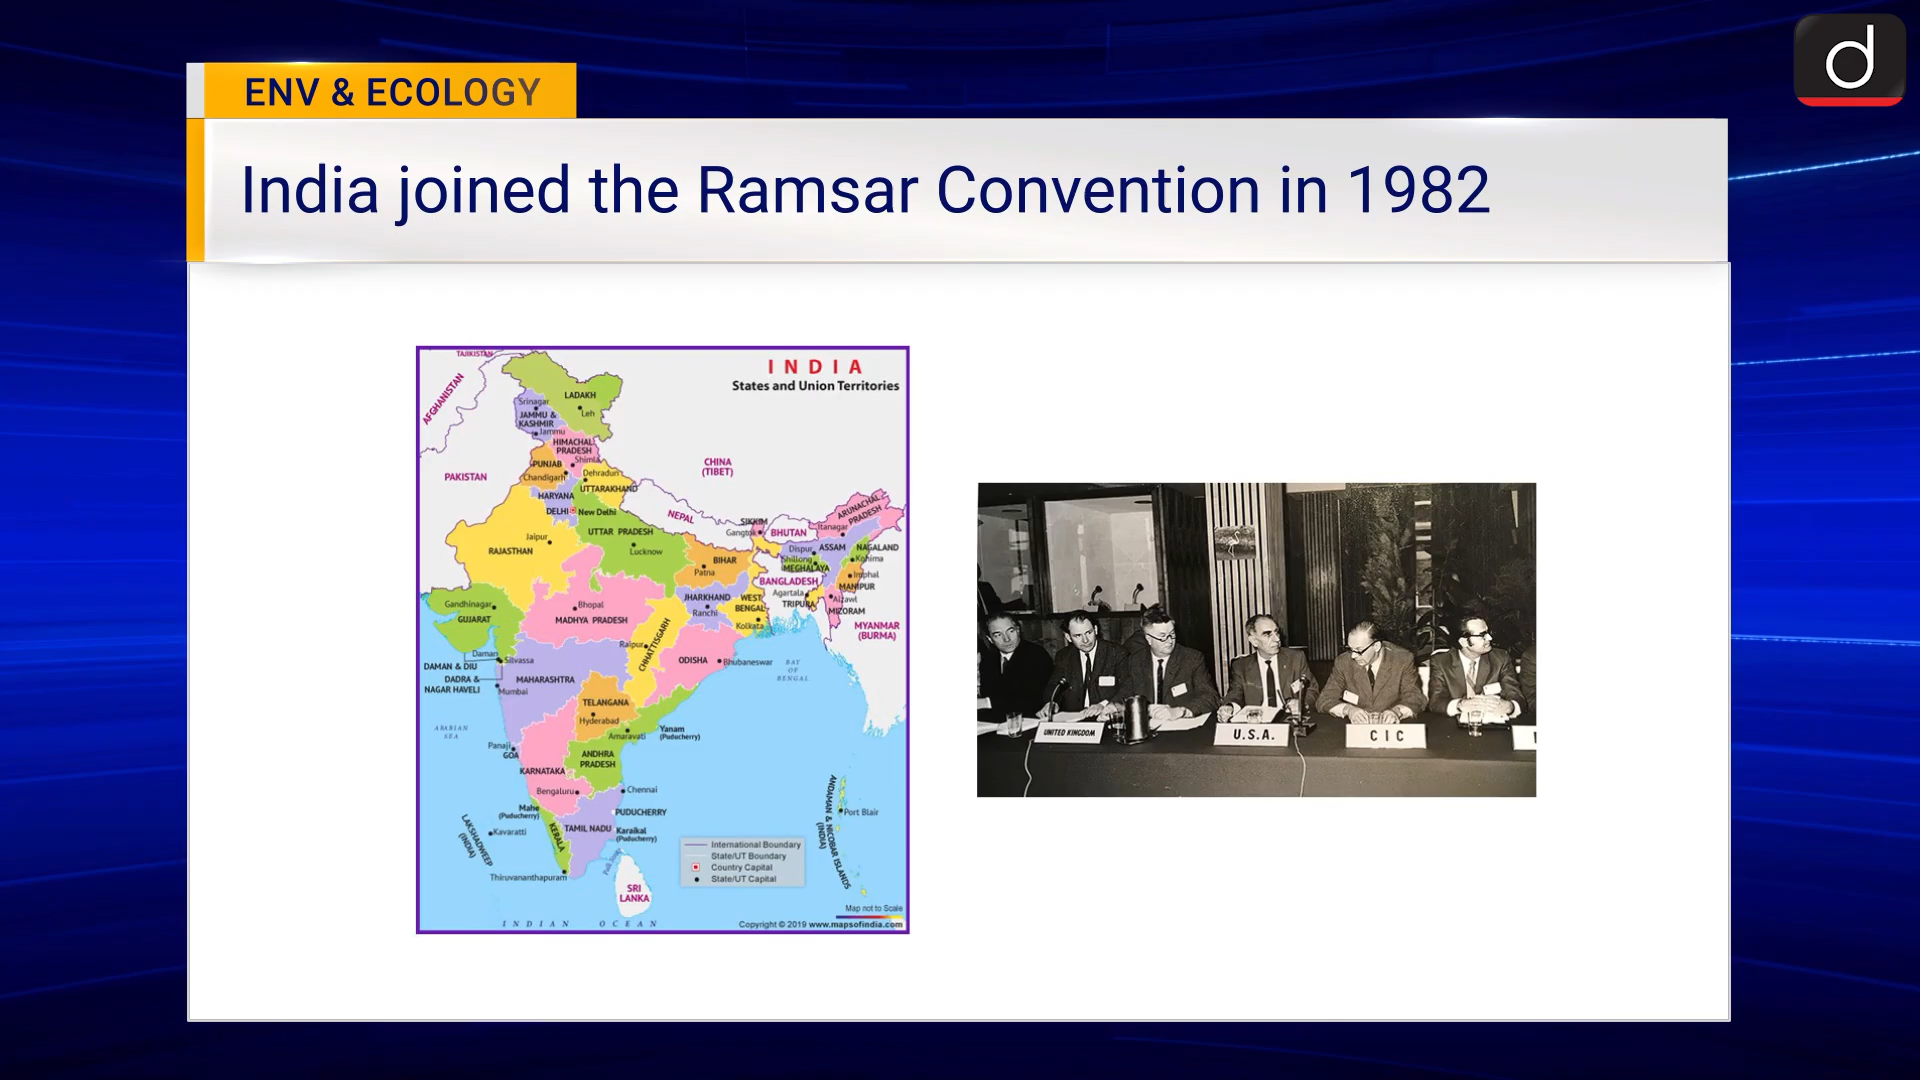 d
ENV & ECOLOGY
India joined the Ramsar Convention in 1982
INDIA
States and Union Territories
TAJIKISTAN
AFGHANISTAN
PAKISTAN
CHINA
(TIBET)
NEPAL
BHUTAN
BANGLADESH
MYANMAR
(BURMA)
SRI
LANKA
LADAKH
Leh
Srinagar
JAMMU &
KASHMIR
Jammu
HIMACHAL
PRADESH
Shimla
PUNJAB
Chandigarh
Dehradun
UTTARAKHAND
HARYANA
DELHI
New Delhi
UTTAR PRADESH
Lucknow
Jaipur
RAJASTHAN
BIHAR
Patna
SIKKIM
Gangtok
ARUNACHAL
PRADESH
Itanagar
Dispur
ASSAM
NAGALAND
Kohima
Shillong
MEGHALAYA
Imphal
MANIPUR
Agartala
TRIPURA
Aizawl
MIZORAM
Gandhinagar
GUJARAT
Bhopal
MADHYA PRADESH
JHARKHAND
Ranchi
WEST
BENGAL
Kolkata
Raipur
CHHATTISGARH
ODISHA
Bhubaneswar
Daman
Silvassa
DAMAN & DIU
DADRA &
NAGAR HAVELI
Mumbai
MAHARASHTRA
TELANGANA
Hyderabad
Amaravati
Yanam
(Puducherry)
BAY
OF
BENGAL
ARABIAN
SEA
Panaji
GOA
ANDHRA
PRADESH
KARNATAKA
Bengaluru
Chennai
Mahe
(Puducherry)
PUDUCHERRY
TAMIL NADU
Karaikal
(Puducherry)
KERALA
LAKSHADWEEP
(INDIA)
Kavaratti
Thiruvananthapuram
ANDAMAN & NICOBAR ISLANDS
(INDIA)
Port Blair
International Boundary
State/UT Boundary
Country Capital
State/UT Capital
INDIAN OCEAN
Map not to Scale
Copyright © 2019 www.mapsofindia.com
UNITED KINGDOM
U.S.A.
CIC